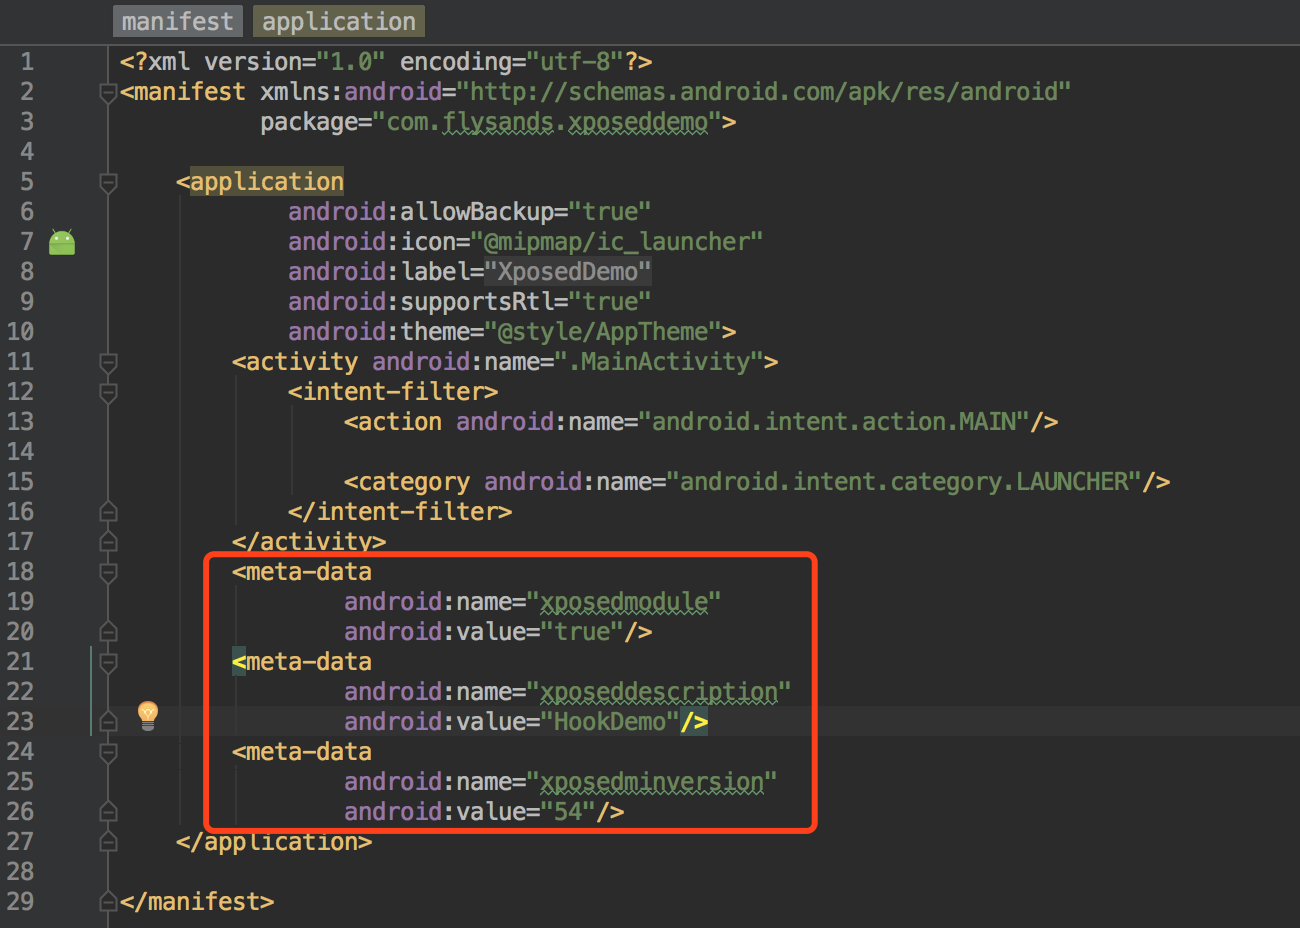 manifest application
1 <?xml version="1.0" encoding="utf-8"?>
2 <manifest xmlns:android="http://schemas.android.com/apk/res/android"
3 package="com.flysands.xposeddemo">
4
5 <application
6 android:allowBackup="true"
7 android:icon="@mipmap/ic_launcher"
8 android:label="XposedDemo"
9 android:supportsRtl="true"
10 android:theme="@style/AppTheme">
11 <activity android:name=".MainActivity">
12 <intent-filter>
13 <action android:name="android.intent.action.MAIN"/>
14
15 <category android:name="android.intent.category.LAUNCHER"/>
16 </intent-filter>
17 </activity>
18 <meta-data
19 android:name="xposedmodule"
20 android:value="true"/>
21 <meta-data
22 android:name="xposeddescription"
23 android:value="HookDemo"/>
24 <meta-data
25 android:name="xposedminversion"
26 android:value="54"/>
27 </application>
28
29 </manifest>